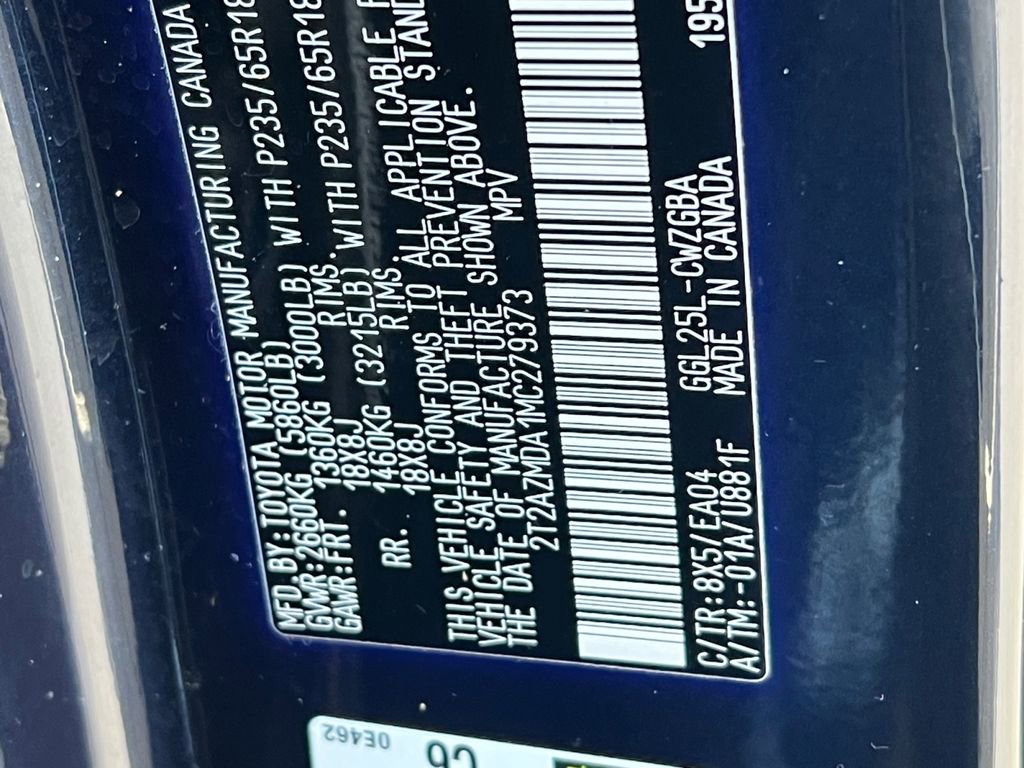 MFD.BY:TOYOTA MOTOR MANUFACTURING CANADA
GVWR:2660KG (5860LB)
GAWR:FRT. 1360KG (3000LB) WITH P235/65R18
18X8J RIMS.
RR. 1460KG (3215LB) WITH P235/65R18
18X8J RIMS.
THIS VEHICLE CONFORMS TO ALL APPLICABLE
VEHICLE SAFETY AND THEFT PREVENTION STAND
THE DATE OF MANUFACTURE SHOWN ABOVE.
2T2AZMDA1MC279373 MPV
195
C/TR:8X5/EA04 GGL25L-CWZGBA
A/TM:-01A/U881F MADE IN CANADA
0E462